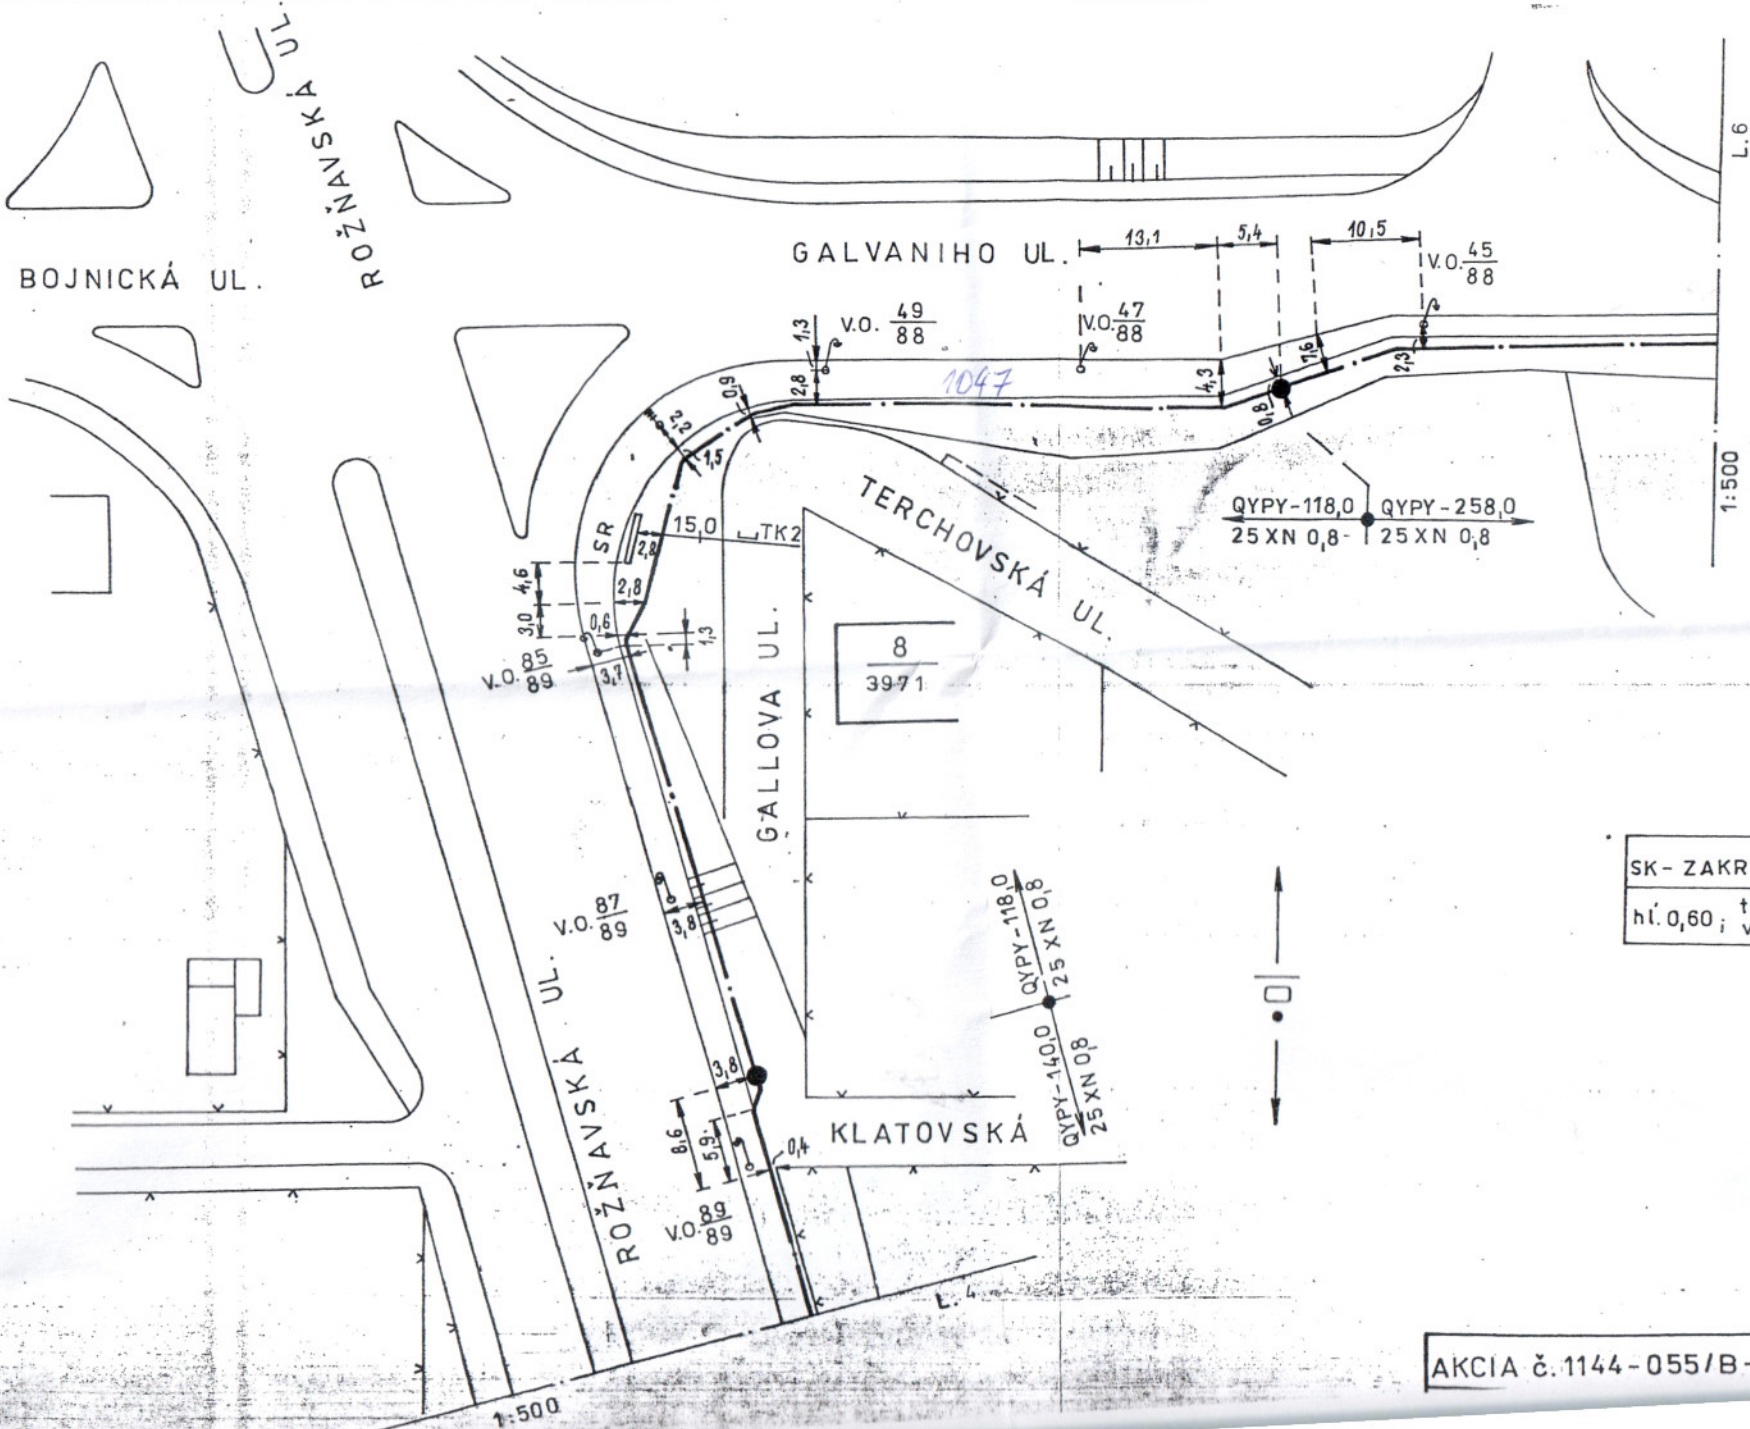 ROŽŇAVSKÁ UL.
BOJNICKÁ UL.
GALVANIHO UL.
13,1
5,4
10,5
V.O. 45
88
L.6
V.O. 49
88
V.O. 47
88
1,3
2,8
0,9
2,2
1,5
1047
4,3
0,8
2,3
1:500
TERCHOVSKÁ UL.
QYPY-118,0
25 XN 0,8
QYPY-258,0
25 XN 0,8
SR
15,0
TK2
2,8
2,8
4,6
3,0
0,6
1,3
V.O. 85
89
3,7
GALLOVA UL.
8
3971
V.O. 87
89
3,8
QYPY-118,0
25 XN 0,8
QYPY-140,0
25 XN 0,8
SK- ZAKR
hĺ. 0,60 ; t
v
ROŽŇAVSKÁ UL.
3,8
8,6
5,9
0,4
KLATOVSKÁ
V.O. 89
89
L. 4
1:500
AKCIA č. 1144-055/B-